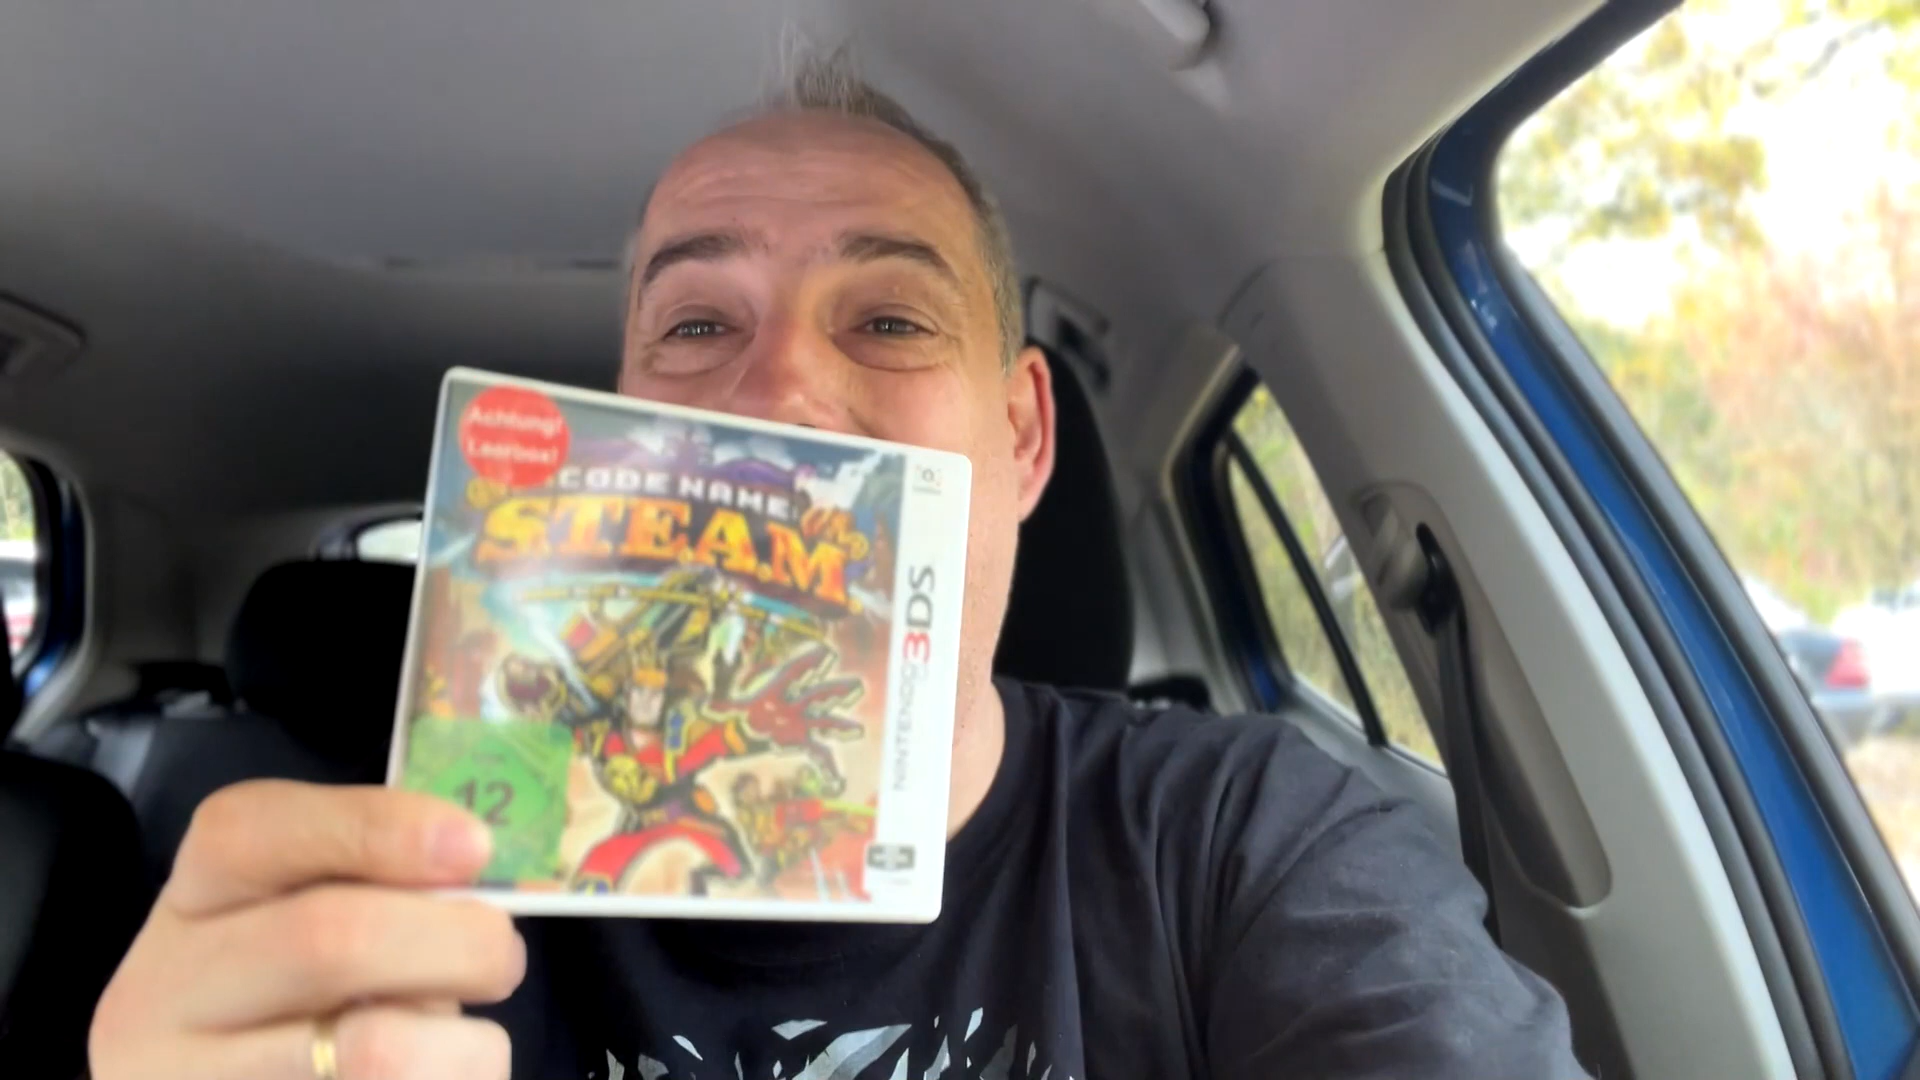 Achtung!
Leerbox!
CODE NAME:
S.T.E.A.M.
NINTENDO 3DS
12